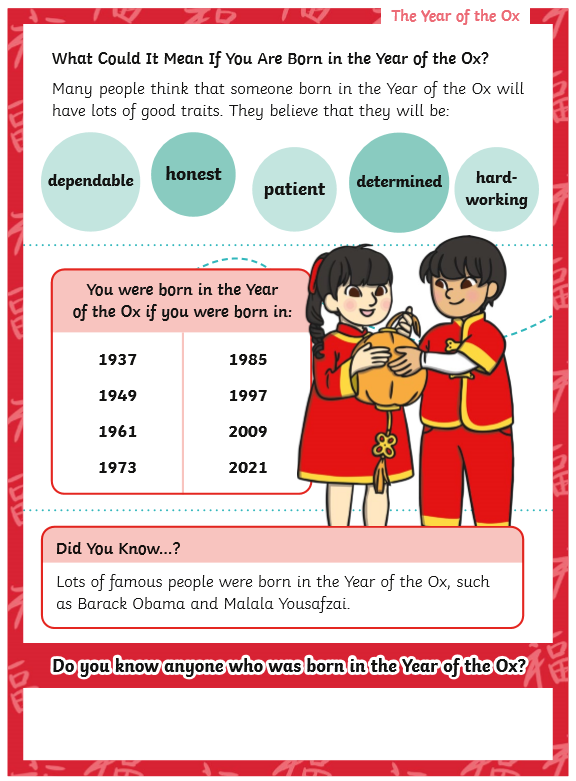 The Year of the Ox
What Could It Mean If You Are Born in the Year of the Ox?
Many people think that someone born in the Year of the Ox will
have lots of good traits. They believe that they will be:
dependable
honest
patient
determined
hard-
working
You were born in the Year
of the Ox if you were born in:
1937
1985
1949
1997
1961
2009
1973
2021
Did You Know...?
Lots of famous people were born in the Year of the Ox, such
as Barack Obama and Malala Yousafzai.
Do you know anyone who was born in the Year of the Ox?
福